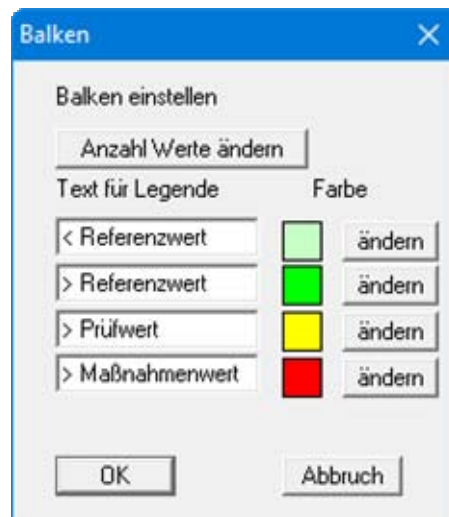 Balken
Balken einstellen
Anzahl Werte ändern
Text für Legende Farbe
< Referenzwert ändern
> Referenzwert ändern
> Prüfwert ändern
> Maßnahmenwert ändern
OK Abbruch